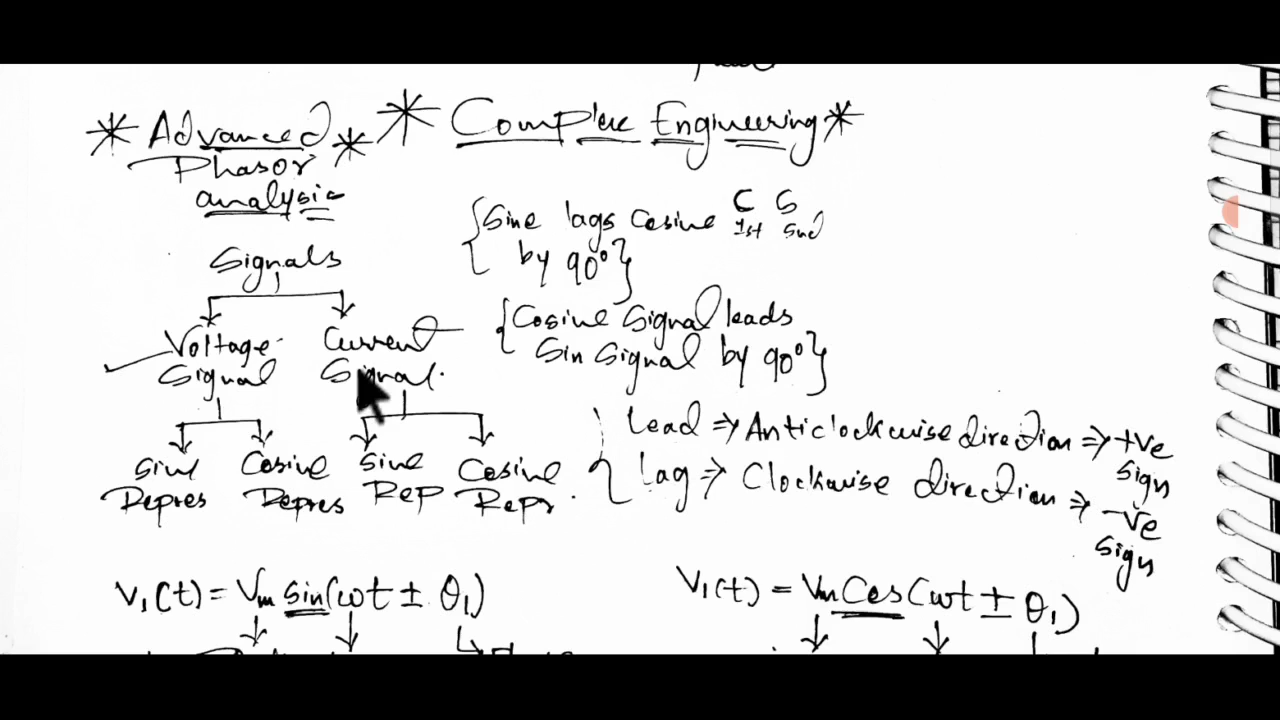 * Advanced *
Phasor
analysis
* Complex Engineering *
Signals
Voltage Signal
Current Signal.
Sine Repres
Cosine Repres
Sine Rep
Cosine Repr
{Sine lags Cosine C S
1st 2nd
by 90°}
{Cosine Signal leads
Sin Signal by 90°}
Lead ⇒ Anticlockwise direction ⇒ +ve Sign
Lag ⇒ Clockwise direction ⇒ -ve Sign
V₁(t) = Vm sin(ωt ± θ₁)
V₁(t) = Vm Cos(ωt ± θ₁)